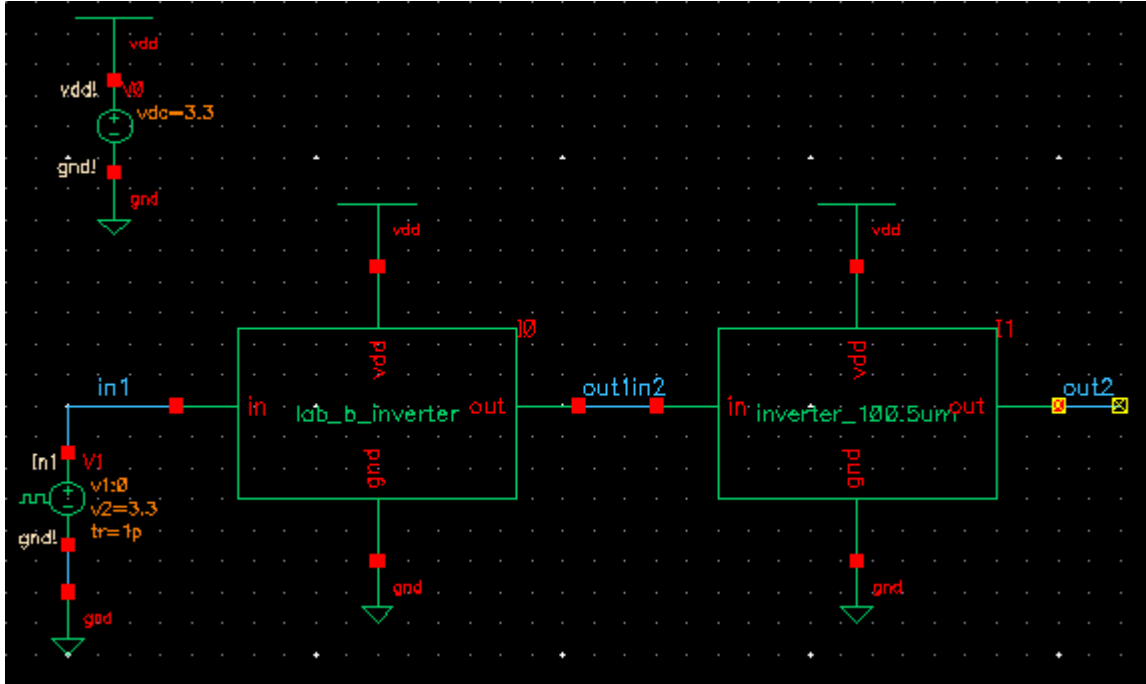 vdd
vdd!
V0
vdc=3.3
gnd!
gnd
vdd
vdd
I0
I1
vdd
vdd
in1
out1in2
out2
in
lab_b_inverter
out
in
inverter_100.5um
out
In1
V1
v1:0
v2=3.3
tr=1p
gnd!
gnd
gnd
gnd
gnd
gnd